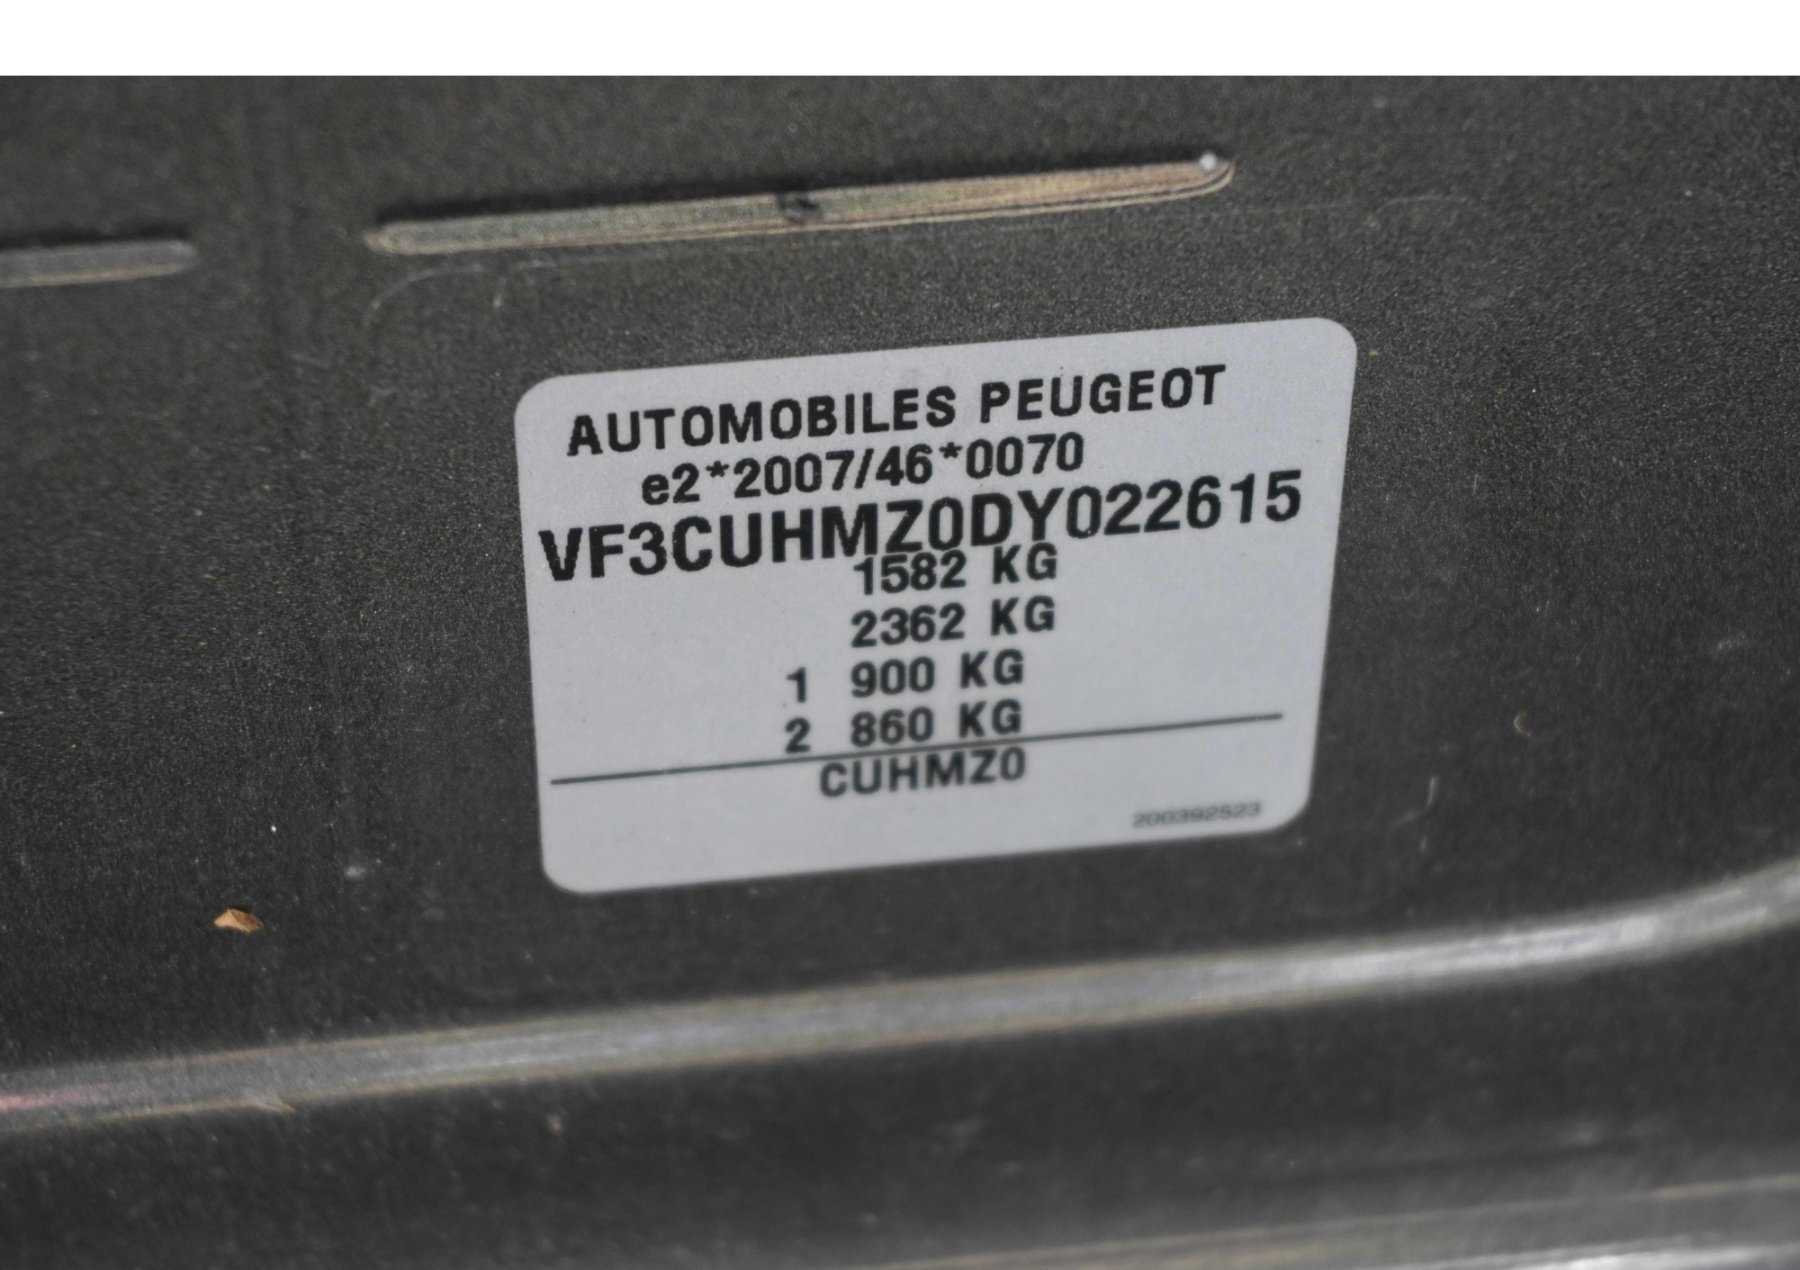 AUTOMOBILES PEUGEOT
e2*2007/46*0070
VF3CUHMZ0DY022615
1582 KG
2362 KG
1 900 KG
2 860 KG
CUHMZ0
200392523